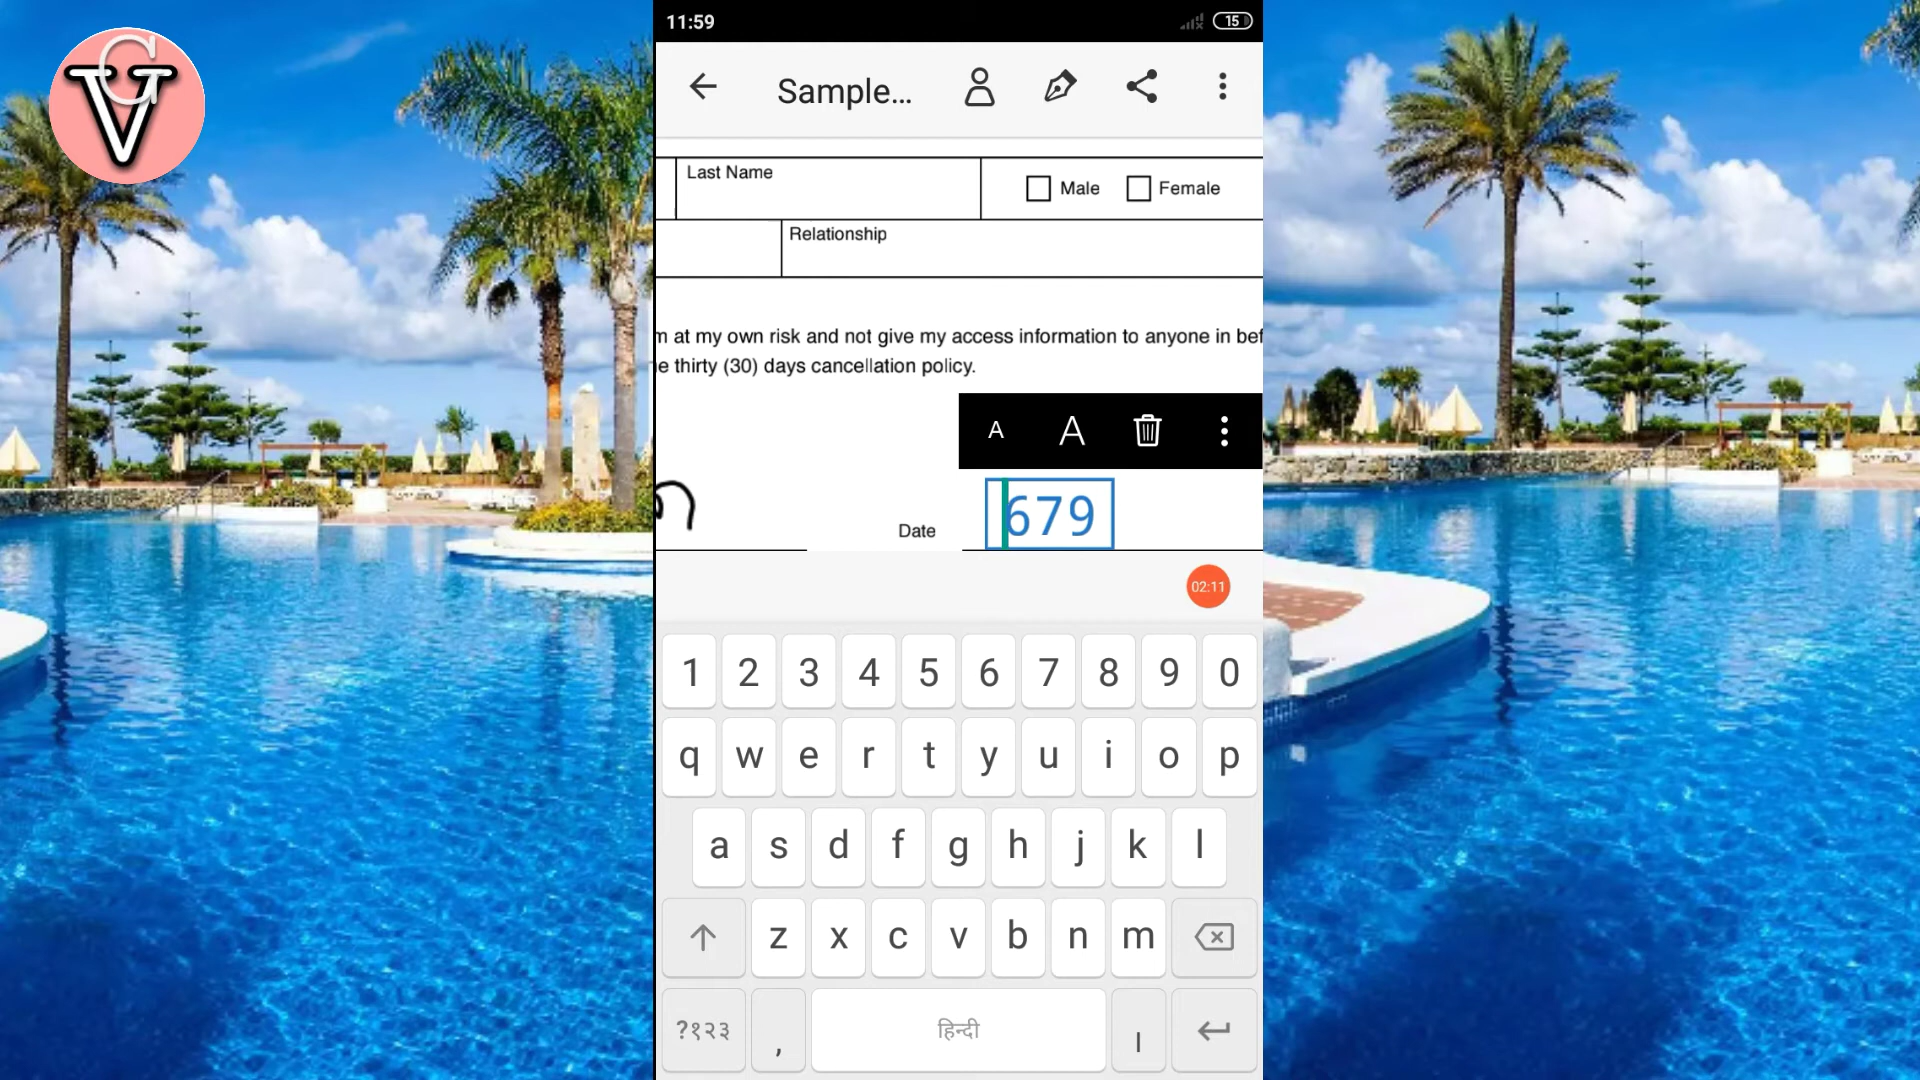 GV
11:59
15
Sample...
Last Name
Male
Female
Relationship
m at my own risk and not give my access information to anyone in bef
e thirty (30) days cancellation policy.
A A
Date
679
02:11
1 2 3 4 5 6 7 8 9 0
q w e r t y u i o p
a s d f g h j k l
z x c v b n m
?१२३ , हिन्दी ।